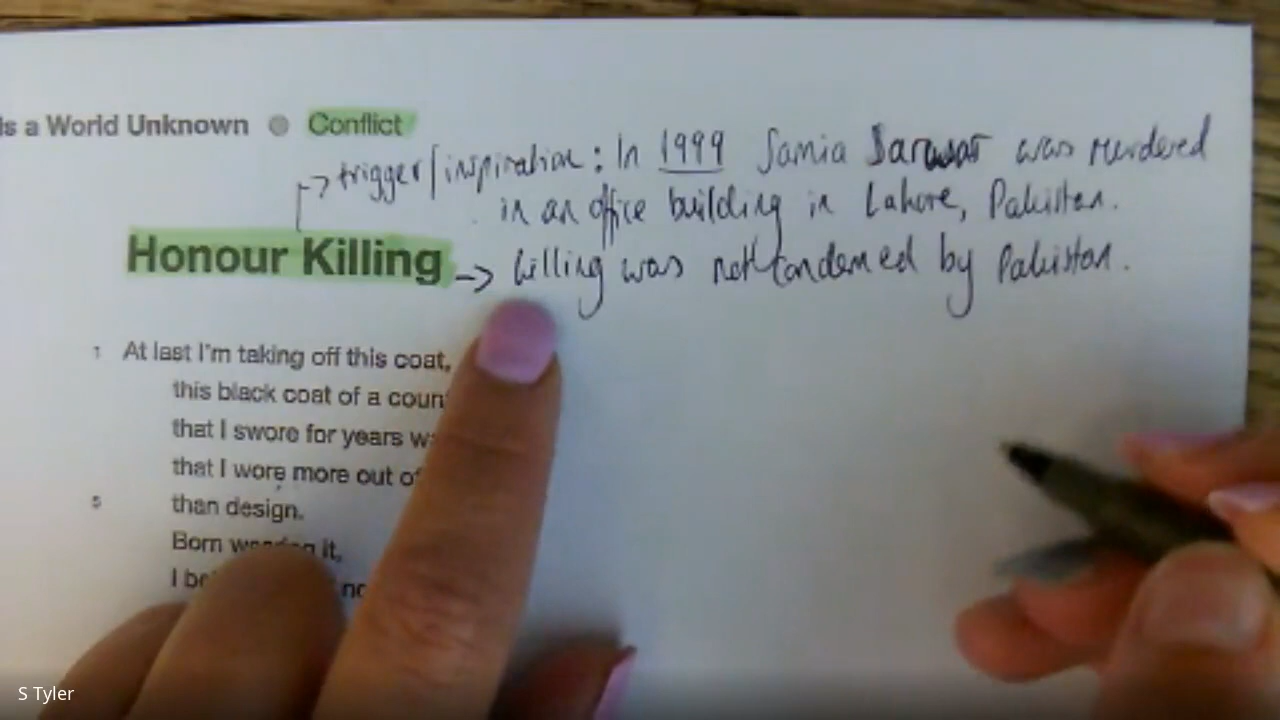 Is a World Unknown Conflict
→ trigger/inspiration: In 1999 Samia Sarwar was murdered
in an office building in Lahore, Pakistan.
Honour Killing → killing was not condemned by Pakistan.
1 At last I'm taking off this coat,
this black coat of a
that I swore for years
that I wore more out
5 than design.
Born wearing it,
I
S Tyler